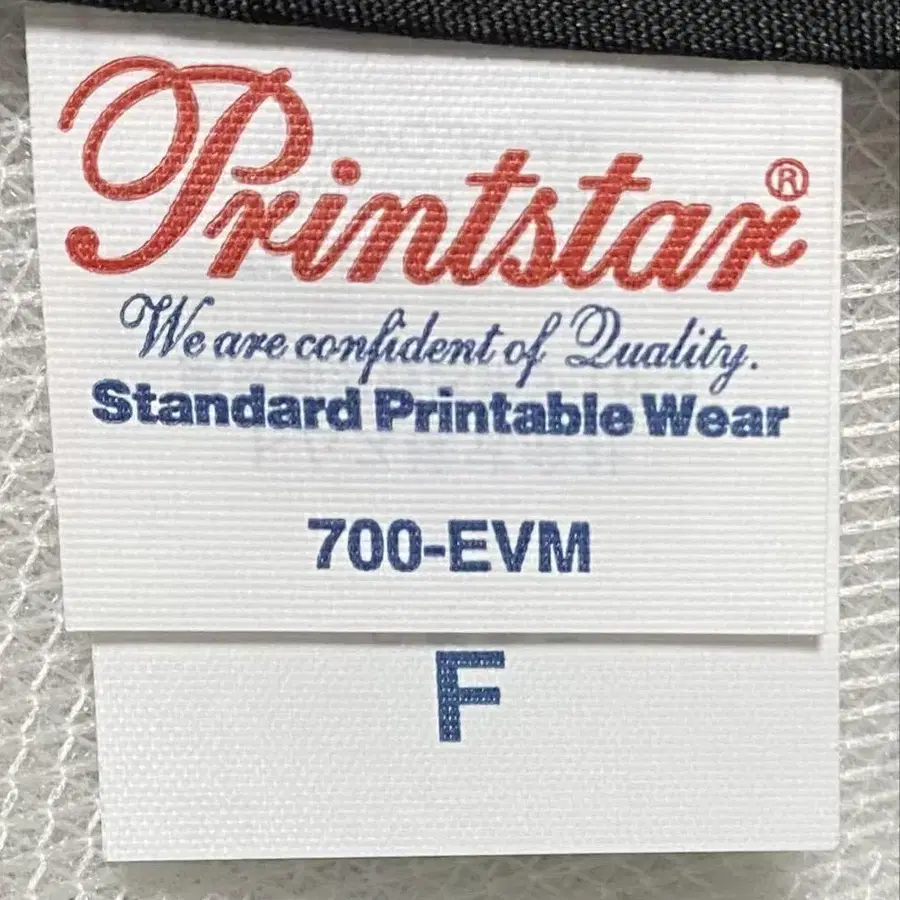 Printstar®
We are confident of Quality.
Standard Printable Wear
700-EVM
F